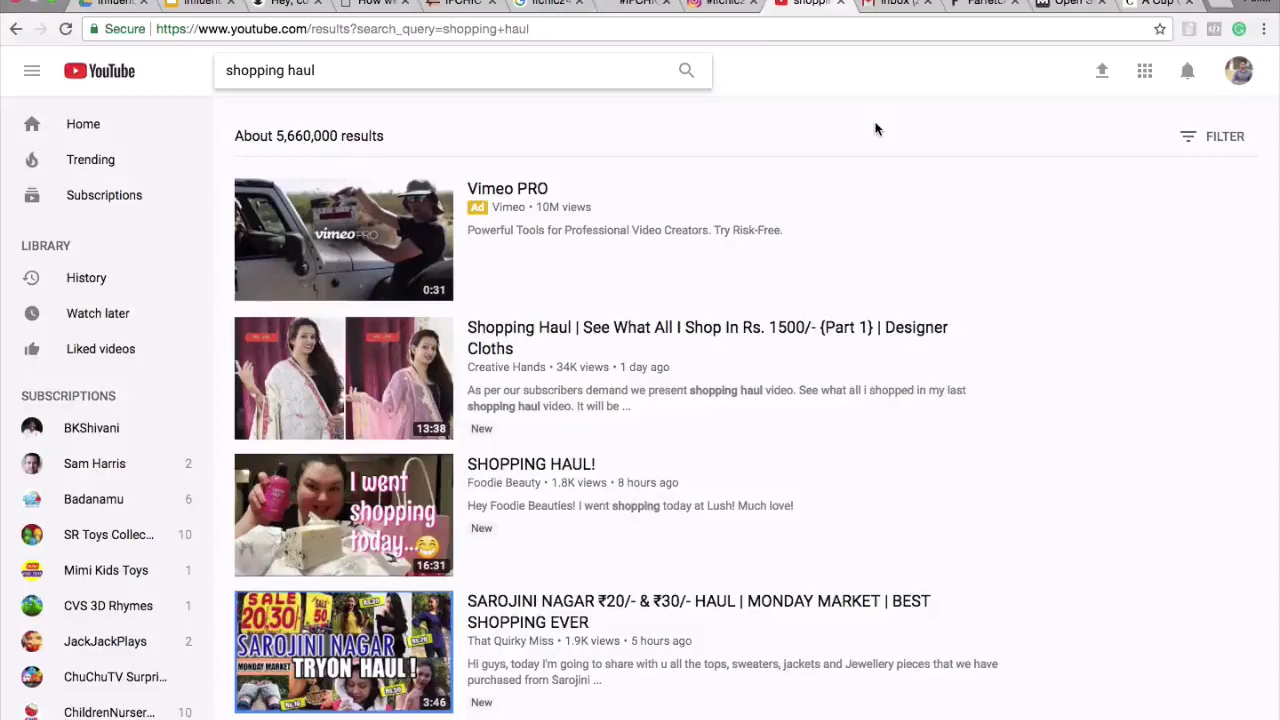 Secure
https://www.youtube.com/results?search_query=shopping+haul
YouTube
shopping haul
Home
Trending
Subscriptions
LIBRARY
History
Watch later
Liked videos
SUBSCRIPTIONS
BKShivani
Sam Harris 2
Badanamu 6
SR Toys Collec... 10
Mimi Kids Toys 1
CVS 3D Rhymes 1
JackJackPlays 2
ChuChuTV Surpri...
ChildrenNurser... 10
About 5,660,000 results
FILTER
vimeo PRO
0:31
Vimeo PRO
Ad Vimeo • 10M views
Powerful Tools for Professional Video Creators. Try Risk-Free.
13:38
Shopping Haul | See What All I Shop In Rs. 1500/- {Part 1} | Designer
Cloths
Creative Hands • 34K views • 1 day ago
As per our subscribers demand we present shopping haul video. See what all i shopped in my last
shopping haul video. It will be ...
New
I went
shopping
today...
16:31
SHOPPING HAUL!
Foodie Beauty • 1.8K views • 8 hours ago
Hey Foodie Beauties! I went shopping today at Lush! Much love!
New
SALE
20,30
SALE
50
SAROJINI NAGAR
MONDAY MARKET
TRYON HAUL!
3:46
SAROJINI NAGAR ₹20/- & ₹30/- HAUL | MONDAY MARKET | BEST
SHOPPING EVER
That Quirky Miss • 1.9K views • 5 hours ago
Hi guys, today I'm going to share with u all the tops, sweaters, jackets and Jewellery pieces that we have
purchased from Sarojini ...
New